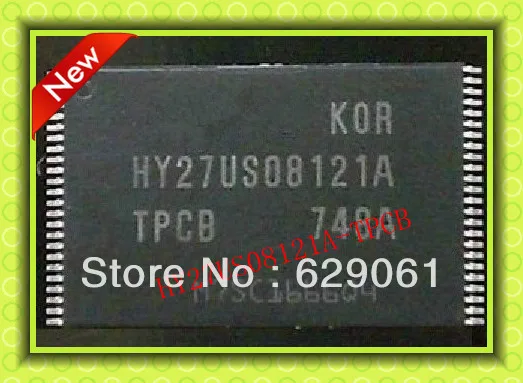 New
KOR
HY27US08121A
TPCB 748A
HY27US08121A-TPCB
Store No : 629061